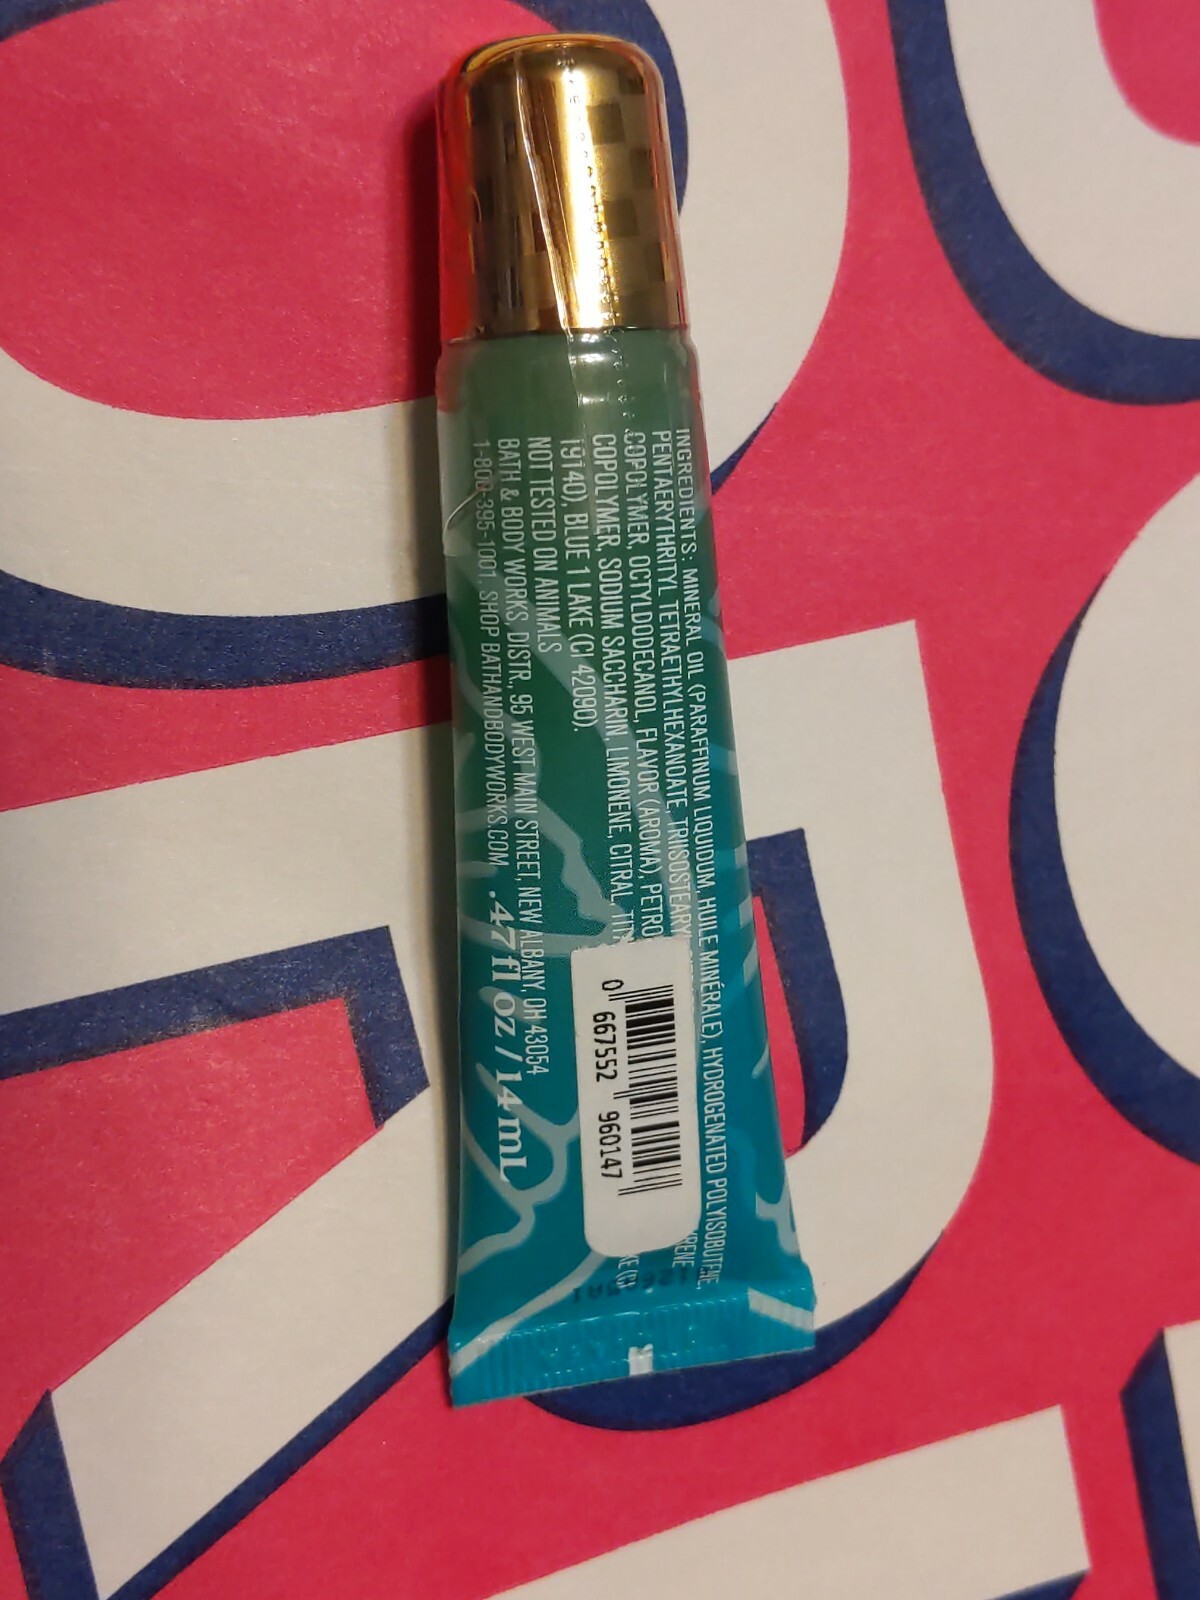 INGREDIENTS: MINERAL OIL (PARAFFINUM LIQUIDUM, HUILE MINÉRALE), HYDROGENATED POLYISOBUTENE,
PENTAERYTHRITYL TETRAETHYLHEXANOATE,
COPOLYMER, OCTYLDODECANOL, FLAVOR (AROMA),
COPOLYMER, SODIUM SACCHARIN, LIMONENE, CITRAL,
19140), BLUE 1 LAKE (CI 42090).
NOT TESTED ON ANIMALS
BATH & BODY WORKS, DISTR., 95 WEST MAIN STREET, NEW ALBANY, OH 43054
1-800-395-1001. SHOP BATHANDBODYWORKS.COM .47 fl oz / 14 mL
0 667552 960147